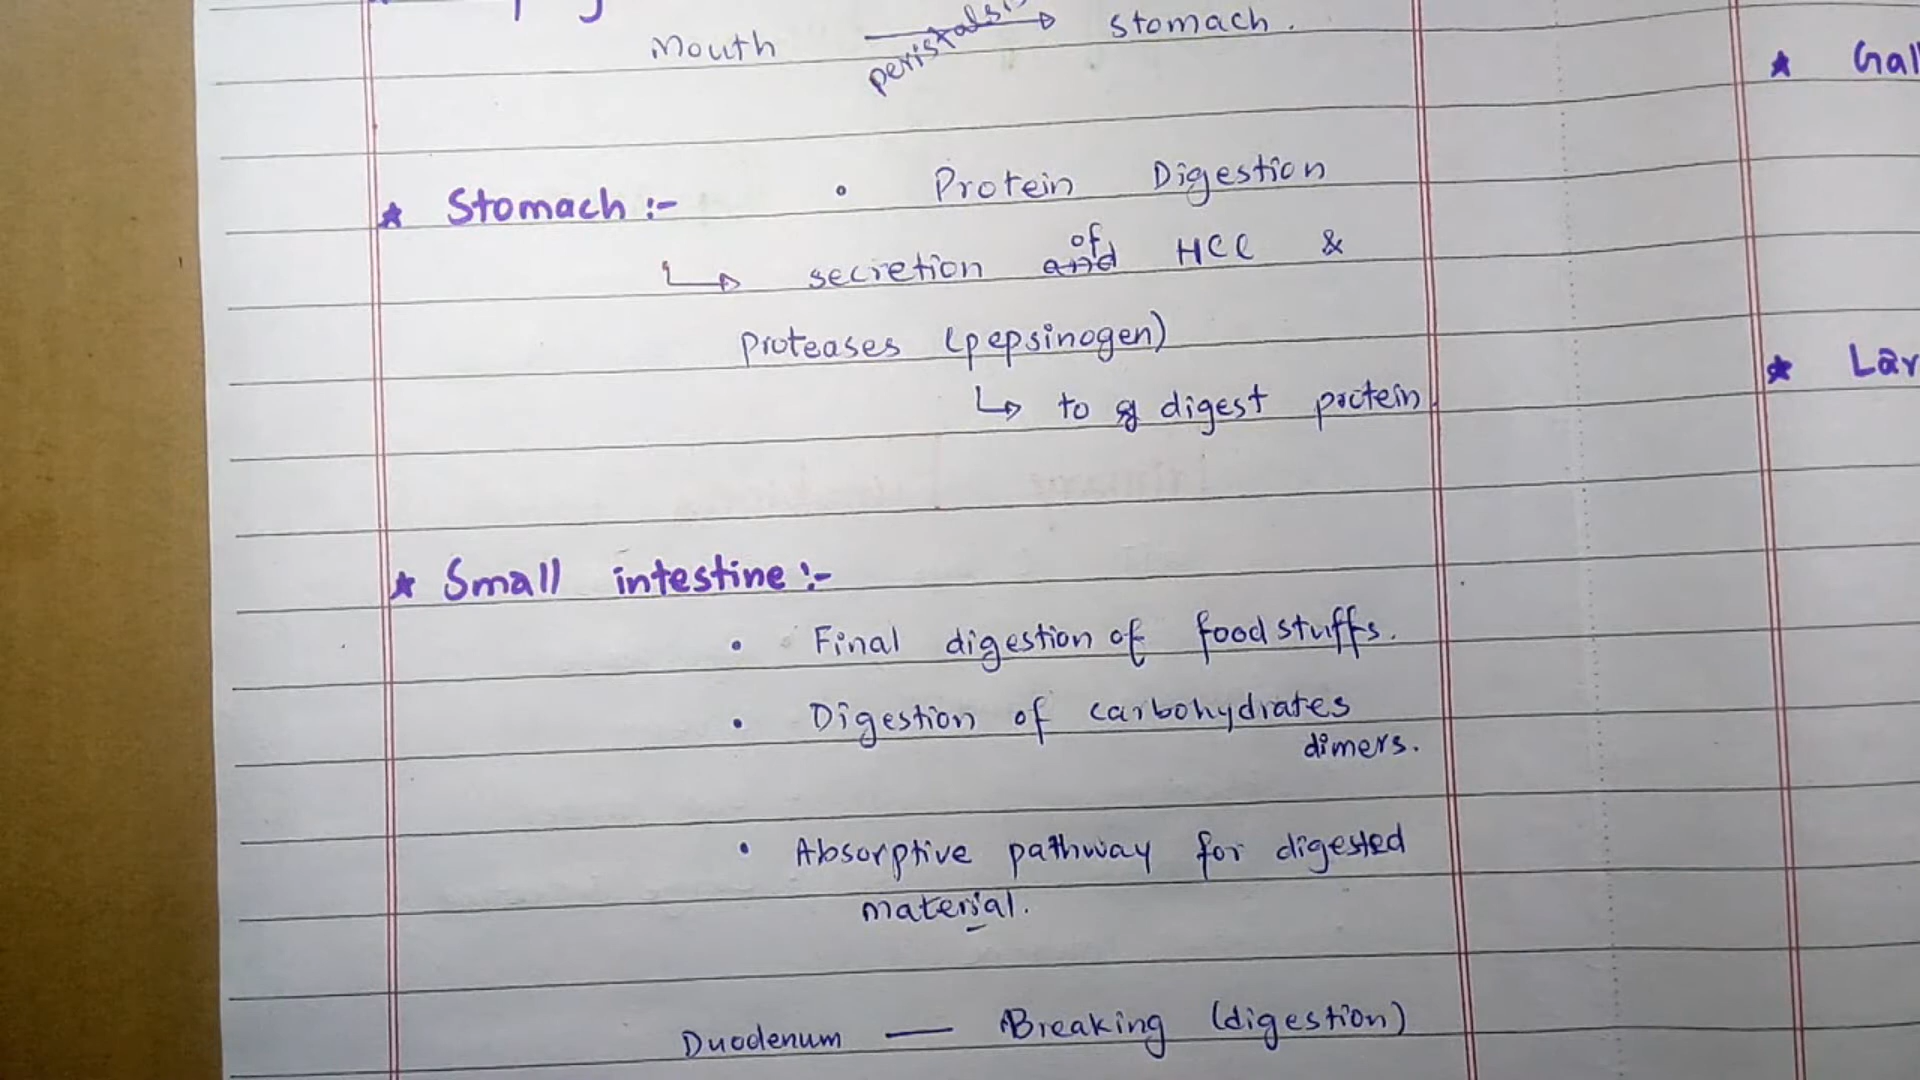 Mouth peristalsis stomach.
★ Stomach :- • Protein Digestion
↳ secretion of HCl &
Proteases (pepsinogen)
↳ to digest protein
★ Small intestine :-
• Final digestion of food stuffs.
• Digestion of carbohydrates
dimers.
• Absorptive pathway for digested
material.
Duodenum — Breaking (digestion)
★ Gal
★ Lar